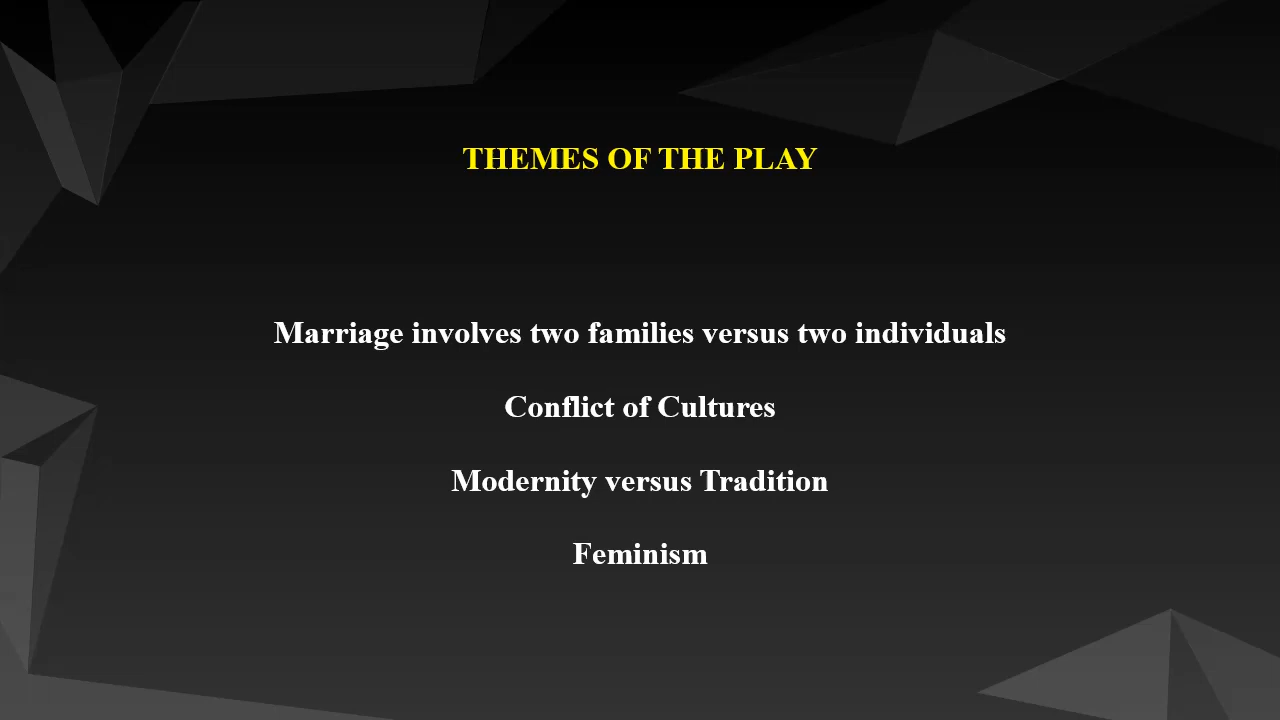 THEMES OF THE PLAY
Marriage involves two families versus two individuals
Conflict of Cultures
Modernity versus Tradition
Feminism